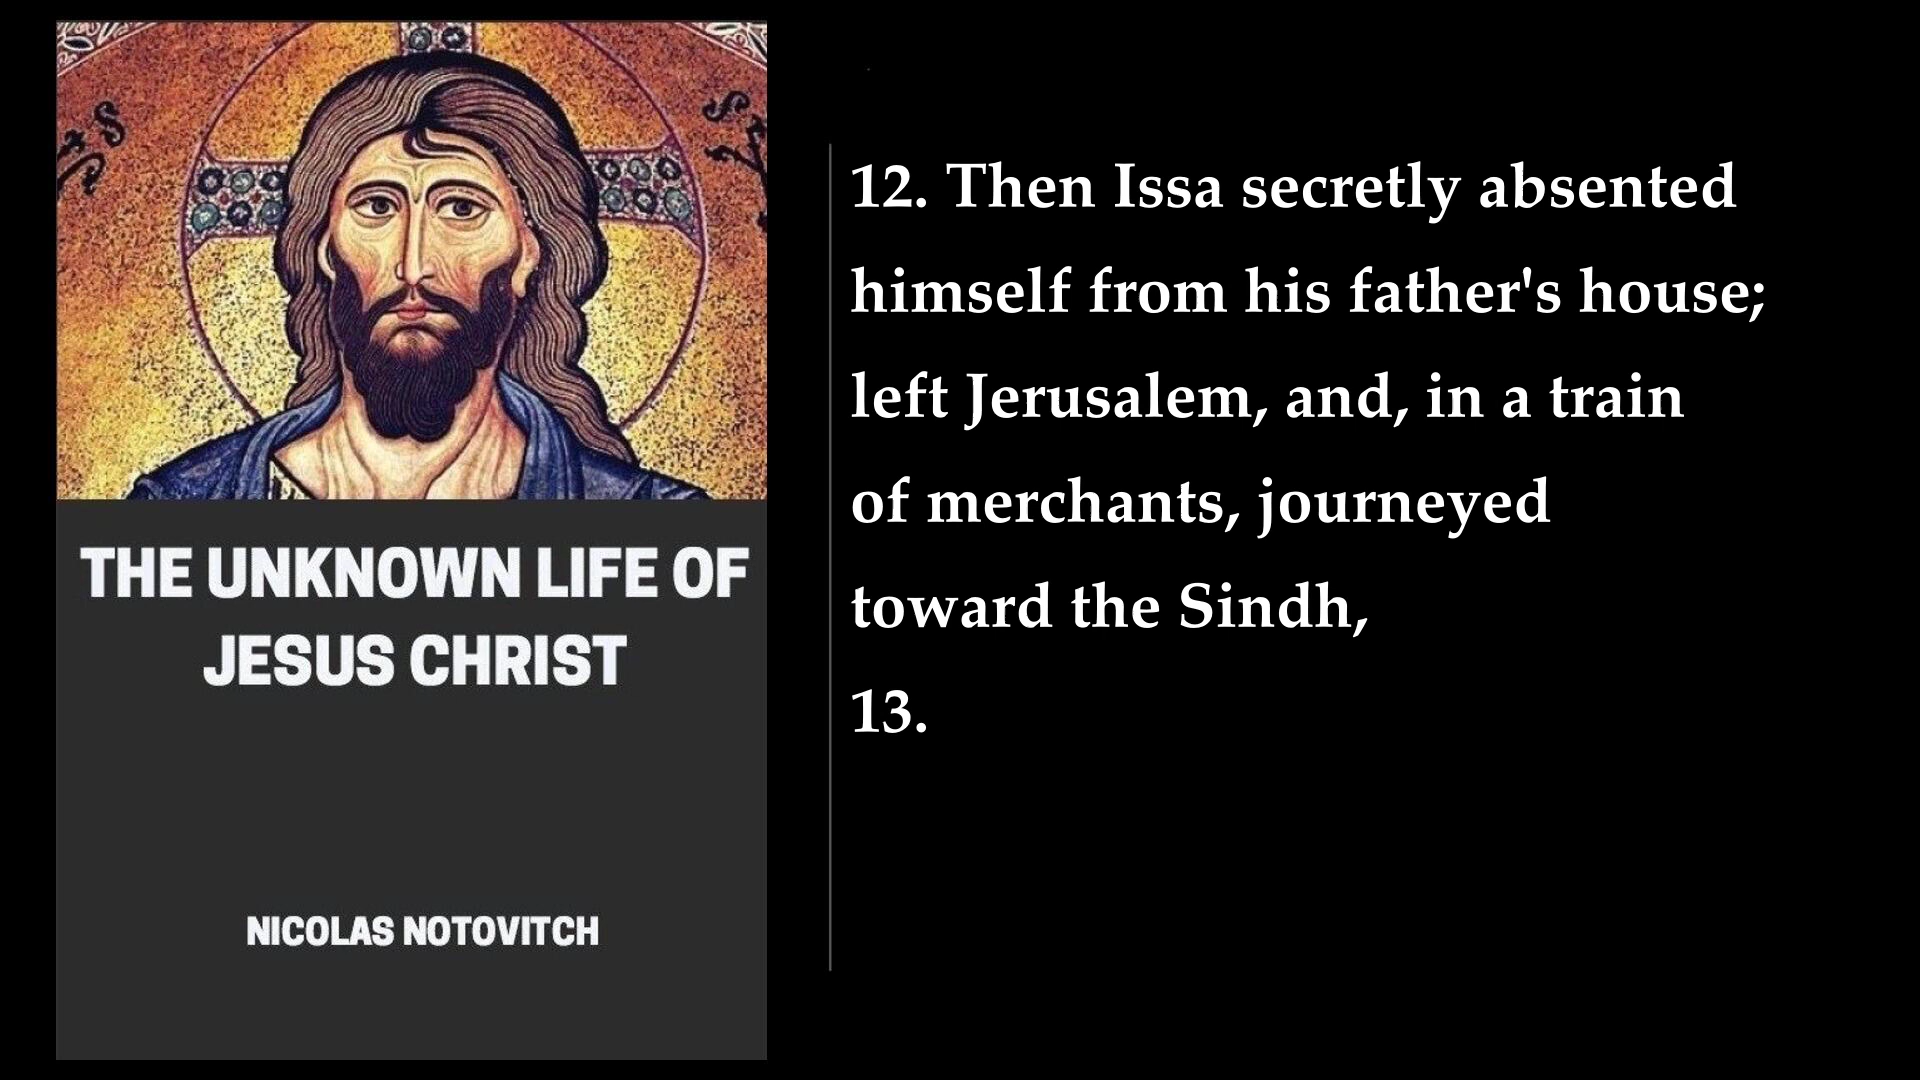 THE UNKNOWN LIFE OF
JESUS CHRIST
NICOLAS NOTOVITCH
12. Then Issa secretly absented
himself from his father's house;
left Jerusalem, and, in a train
of merchants, journeyed
toward the Sindh,
13.